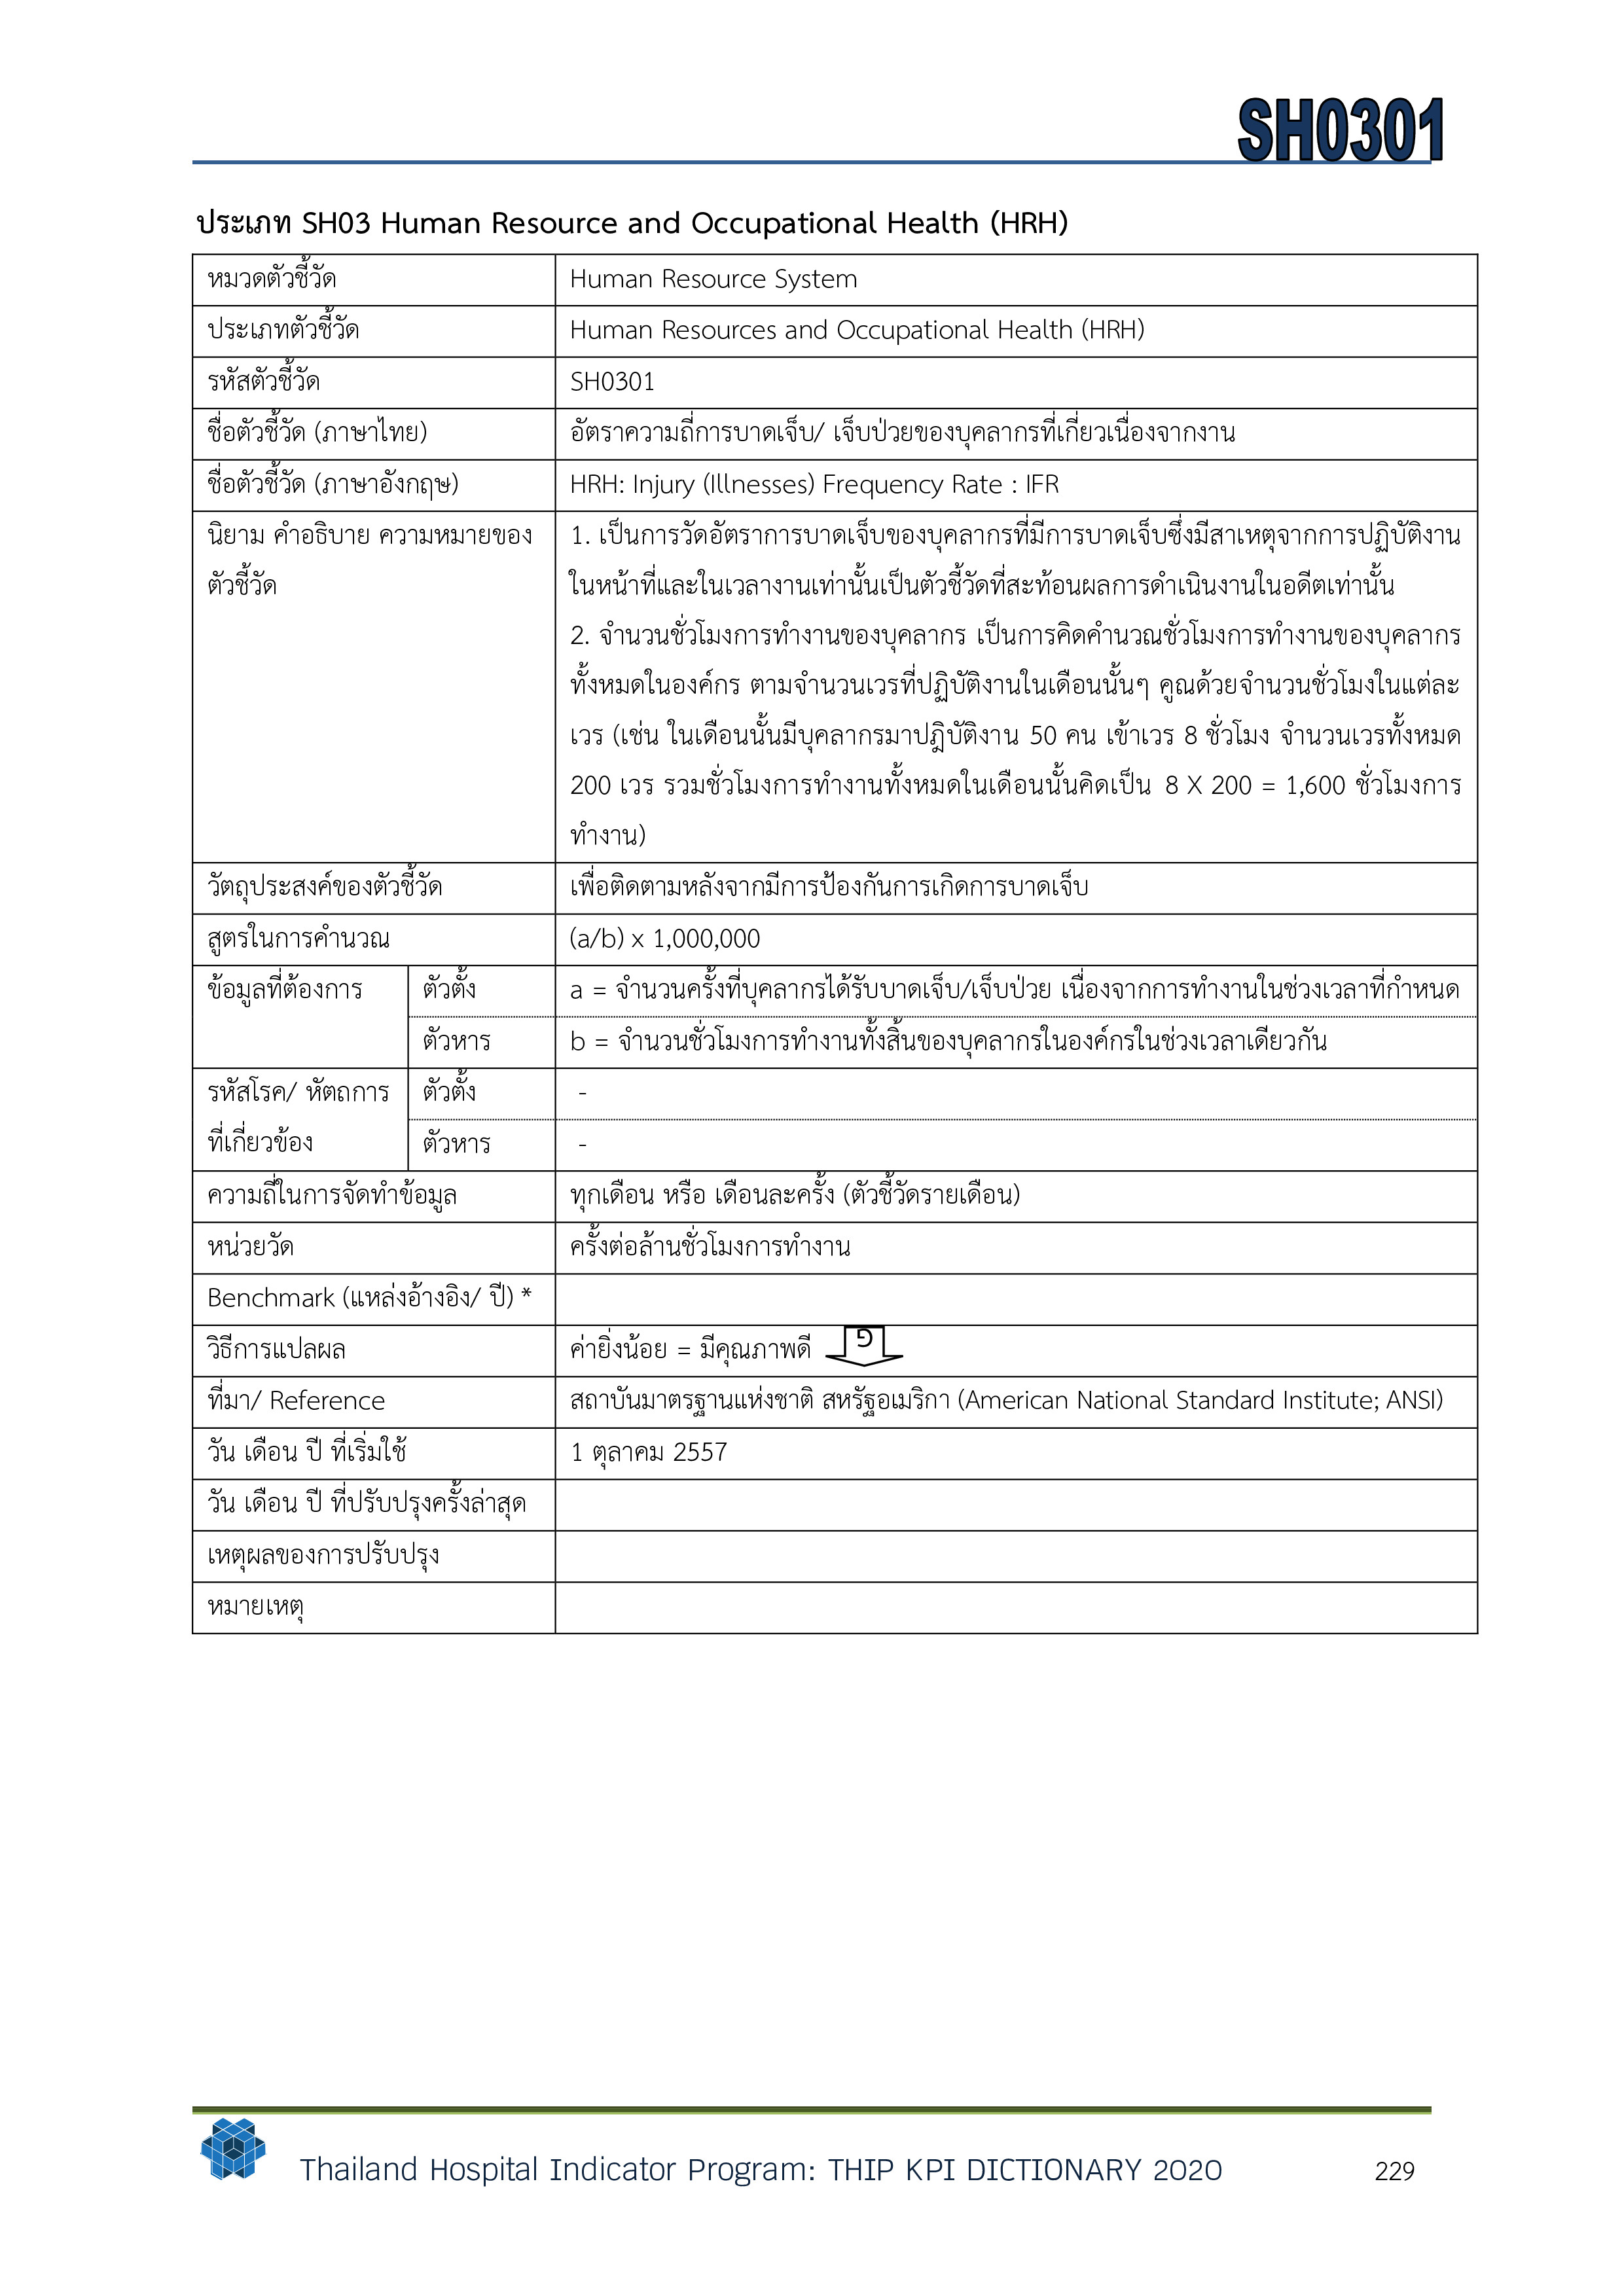 SH0301
ประเภท SH03 Human Resource and Occupational Health (HRH)
หมวดตัวชี้วัด Human Resource System
ประเภทตัวชี้วัด Human Resources and Occupational Health (HRH)
รหัสตัวชี้วัด SH0301
ชื่อตัวชี้วัด (ภาษาไทย) อัตราความถี่การบาดเจ็บ/ เจ็บป่วยของบุคลากรที่เกี่ยวเนื่องจากงาน
ชื่อตัวชี้วัด (ภาษาอังกฤษ) HRH: Injury (Illnesses) Frequency Rate : IFR
นิยาม คำอธิบาย ความหมายของ 1. เป็นการวัดอัตราการบาดเจ็บของบุคลากรที่มีการบาดเจ็บซึ่งมีสาเหตุจากการปฏิบัติงาน
ตัวชี้วัด ในหน้าที่และในเวลางานเท่านั้นเป็นตัวชี้วัดที่สะท้อนผลการดำเนินงานในอดีตเท่านั้น
2. จำนวนชั่วโมงการทำงานของบุคลากร เป็นการคิดคำนวณชั่วโมงการทำงานของบุคลากร
ทั้งหมดในองค์กร ตามจำนวนเวรที่ปฏิบัติงานในเดือนนั้นๆ คูณด้วยจำนวนชั่วโมงในแต่ละ
เวร (เช่น ในเดือนนั้นมีบุคลากรมาปฎิบัติงาน 50 คน เข้าเวร 8 ชั่วโมง จำนวนเวรทั้งหมด
200 เวร รวมชั่วโมงการทำงานทั้งหมดในเดือนนั้นคิดเป็น 8 X 200 = 1,600 ชั่วโมงการ
ทำงาน)
วัตถุประสงค์ของตัวชี้วัด เพื่อติดตามหลังจากมีการป้องกันการเกิดการบาดเจ็บ
สูตรในการคำนวณ (a/b) x 1,000,000
ข้อมูลที่ต้องการ ตัวตั้ง a = จำนวนครั้งที่บุคลากรได้รับบาดเจ็บ/เจ็บป่วย เนื่องจากการทำงานในช่วงเวลาที่กำหนด
ตัวหาร b = จำนวนชั่วโมงการทำงานทั้งสิ้นของบุคลากรในองค์กรในช่วงเวลาเดียวกัน
รหัสโรค/ หัตถการ ตัวตั้ง -
ที่เกี่ยวข้อง ตัวหาร -
ความถี่ในการจัดทำข้อมูล ทุกเดือน หรือ เดือนละครั้ง (ตัวชี้วัดรายเดือน)
หน่วยวัด ครั้งต่อล้านชั่วโมงการทำงาน
Benchmark (แหล่งอ้างอิง/ ปี) *
วิธีการแปลผล ค่ายิ่งน้อย = มีคุณภาพดี
ที่มา/ Reference สถาบันมาตรฐานแห่งชาติ สหรัฐอเมริกา (American National Standard Institute; ANSI)
วัน เดือน ปี ที่เริ่มใช้ 1 ตุลาคม 2557
วัน เดือน ปี ที่ปรับปรุงครั้งล่าสุด
เหตุผลของการปรับปรุง
หมายเหตุ
Thailand Hospital Indicator Program: THIP KPI DICTIONARY 2020 229